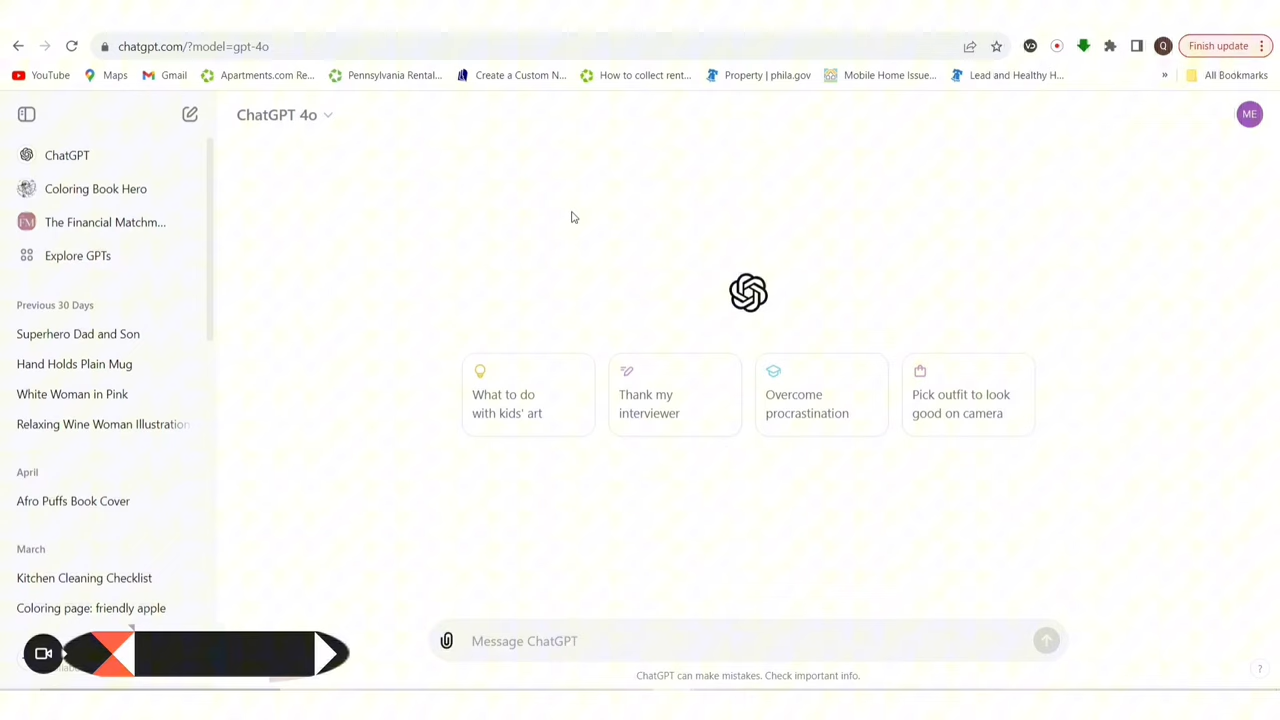 chatgpt.com/?model=gpt-4o
Finish update
YouTube
Maps
Gmail
Apartments.com Re...
Pennsylvania Rental...
Create a Custom N...
How to collect rent...
Property | phila.gov
Mobile Home Issue...
Lead and Healthy H...
»
All Bookmarks
ChatGPT 4o
ME
ChatGPT
Coloring Book Hero
The Financial Matchm...
Explore GPTs
Previous 30 Days
Superhero Dad and Son
Hand Holds Plain Mug
White Woman in Pink
Relaxing Wine Woman Illustration
April
Afro Puffs Book Cover
March
Kitchen Cleaning Checklist
Coloring page: friendly apple
What to do
with kids' art
Thank my
interviewer
Overcome
procrastination
Pick outfit to look
good on camera
Message ChatGPT
ChatGPT can make mistakes. Check important info.
?